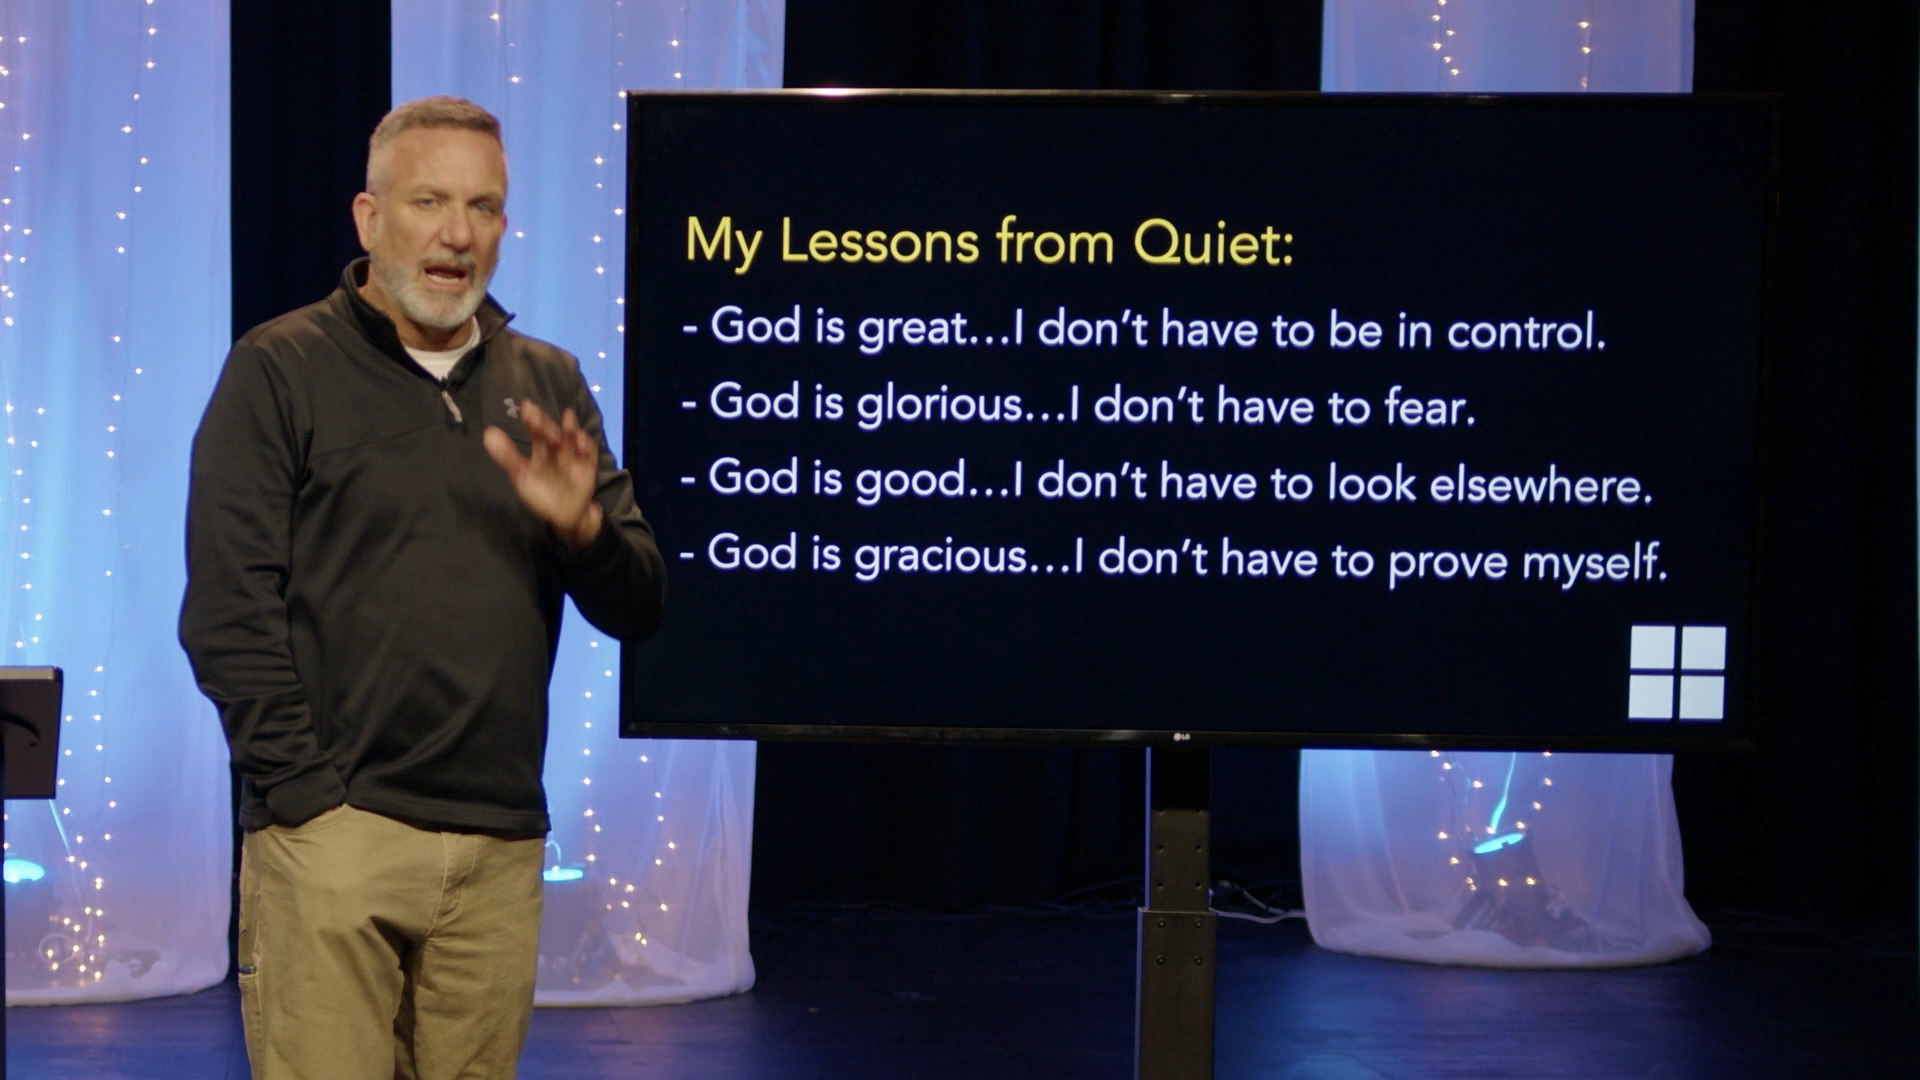 My Lessons from Quiet:
- God is great...I don't have to be in control.
- God is glorious...I don't have to fear.
- God is good...I don't have to look elsewhere.
- God is gracious...I don't have to prove myself.
LG